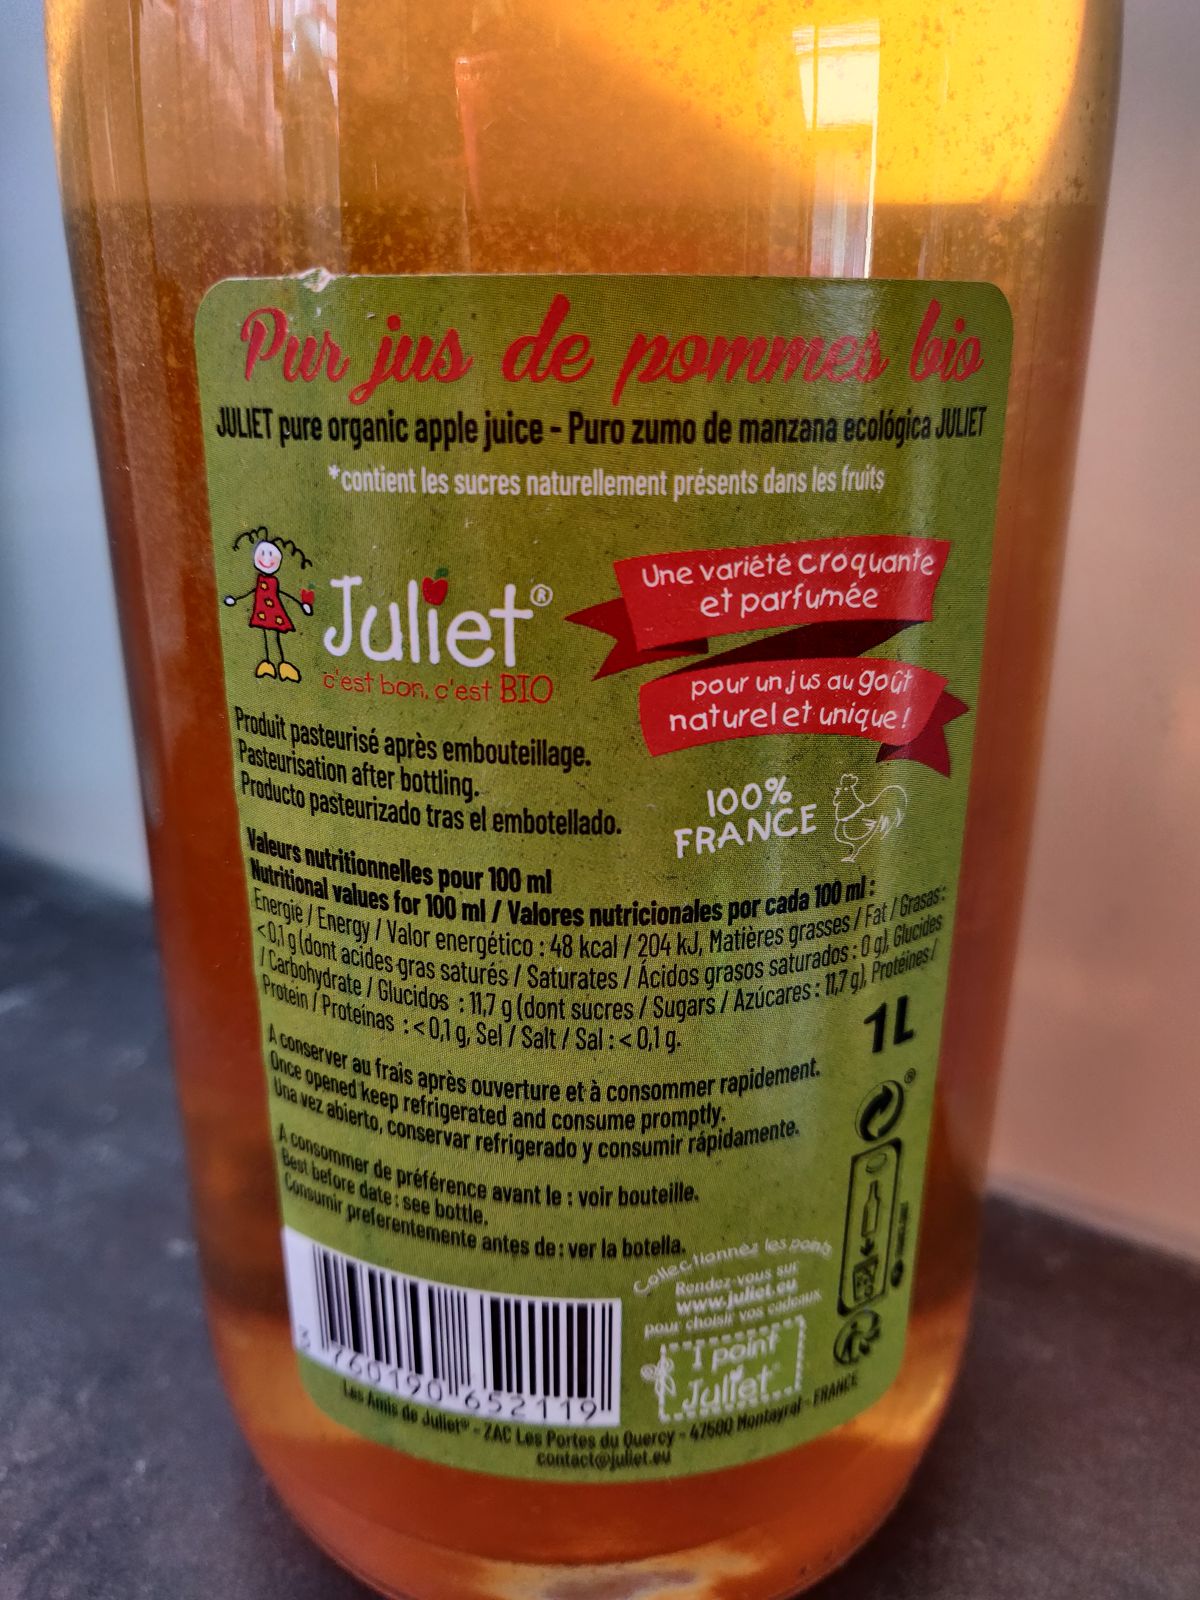 Pur jus de pommes bio
JULIET pure organic apple juice - Puro zumo de manzana ecológica JULIET
*contient les sucres naturellement présents dans les fruits
Juliet®
c'est bon, c'est BIO
Une variété croquante
et parfumée
pour un jus au goût
naturel et unique!
Produit pasteurisé après embouteillage.
Pasteurisation after bottling.
Producto pasteurizado tras el embotellado.
100%
FRANCE
Valeurs nutritionnelles pour 100 ml
Nutritional values for 100 ml / Valores nutricionales por cada 100 ml :
Energie / Energy / Valor energético : 48 kcal / 204 kJ, Matières grasses / Fat / Grasas :
<0,1 g (dont acides gras saturés / Saturates / Ácidos grasos saturados : 0 g), Glucides
/ Carbohydrate / Glucidos : 11,7 g (dont sucres / Sugars / Azúcares : 11,7 g), Protéines /
Protein / Proteínas : < 0,1 g, Sel / Salt / Sal : < 0,1 g.
1L
A conserver au frais après ouverture et à consommer rapidement.
Once opened keep refrigerated and consume promptly.
Una vez abierto, conservar refrigerado y consumir rápidamente.
A consommer de préférence avant le : voir bouteille.
Best before date : see bottle.
Consumir preferentemente antes de : ver la botella.
Collectionnez les points
Rendez-vous sur
www.juliet.eu
pour choisir vos cadeaux
1 point
Juliet
3 760190 652119
Les Amis de Juliet® - ZAC Les Portes du Quercy - 47500 Montayral - FRANCE
contact@juliet.eu